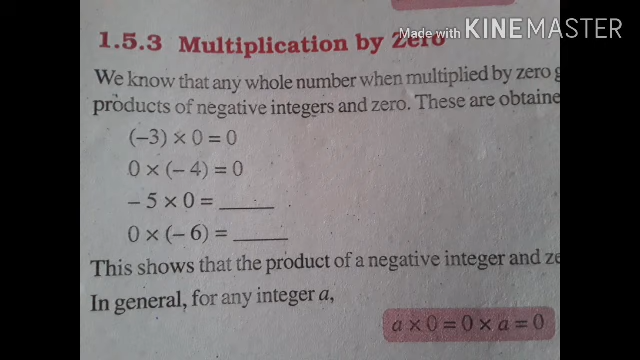 Made with KINEMASTER
1.5.3 Multiplication by Zero
We know that any whole number when multiplied by zero
products of negative integers and zero. These are
(–3) × 0 = 0
0 × (– 4) = 0
– 5 × 0 = _____
0 × (– 6) = _____
This shows that the product of a negative integer and
In general, for any integer a,
a × 0 = 0 × a = 0